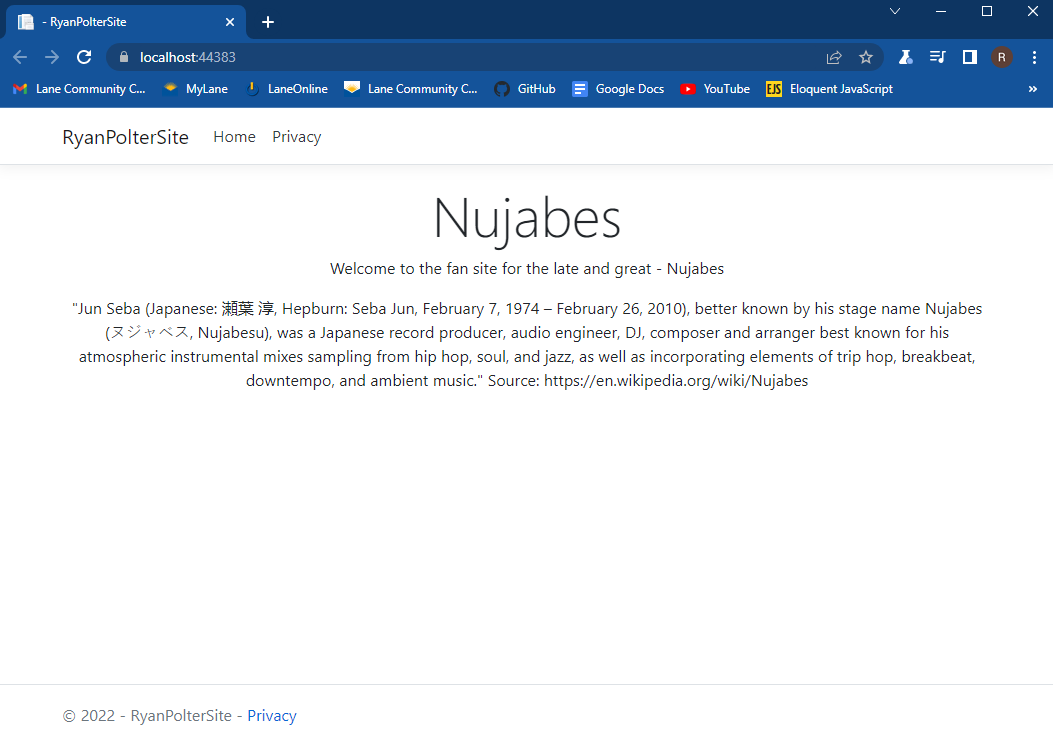 - RyanPolterSite
localhost:44383
R
Lane Community C... MyLane LaneOnline Lane Community C... GitHub Google Docs YouTube EJS Eloquent JavaScript »
RyanPolterSite Home Privacy
Nujabes
Welcome to the fan site for the late and great - Nujabes
"Jun Seba (Japanese: 瀬葉 淳, Hepburn: Seba Jun, February 7, 1974 – February 26, 2010), better known by his stage name Nujabes
(ヌジャベス, Nujabesu), was a Japanese record producer, audio engineer, DJ, composer and arranger best known for his
atmospheric instrumental mixes sampling from hip hop, soul, and jazz, as well as incorporating elements of trip hop, breakbeat,
downtempo, and ambient music." Source: https://en.wikipedia.org/wiki/Nujabes
© 2022 - RyanPolterSite - Privacy